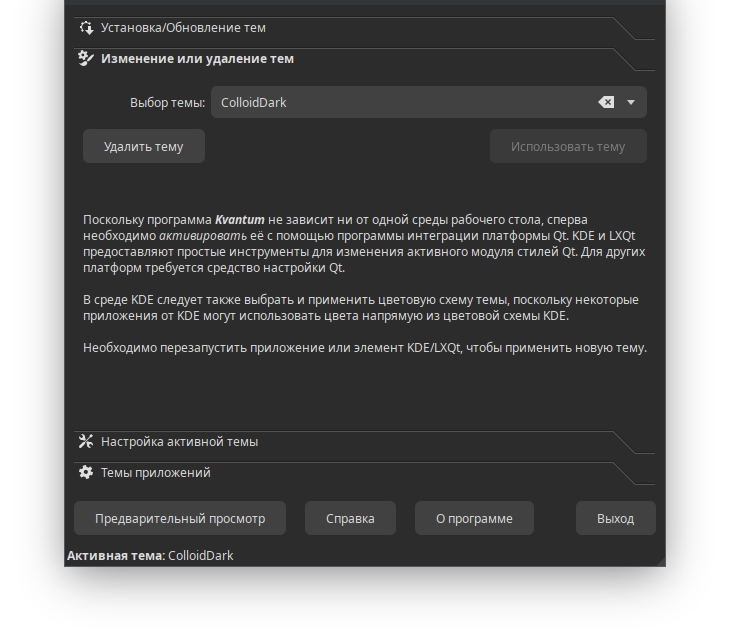 Установка/Обновление тем
Изменение или удаление тем
Выбор темы: ColloidDark
Удалить тему Использовать тему
Поскольку программа Kvantum не зависит ни от одной среды рабочего стола, сперва
необходимо активировать её с помощью программы интеграции платформы Qt. KDE и LXQt
предоставляют простые инструменты для изменения активного модуля стилей Qt. Для других
платформ требуется средство настройки Qt.
В среде KDE следует также выбрать и применить цветовую схему темы, поскольку некоторые
приложения от KDE могут использовать цвета напрямую из цветовой схемы KDE.
Необходимо перезапустить приложение или элемент KDE/LXQt, чтобы применить новую тему.
Настройка активной темы
Темы приложений
Предварительный просмотр Справка О программе Выход
Активная тема: ColloidDark